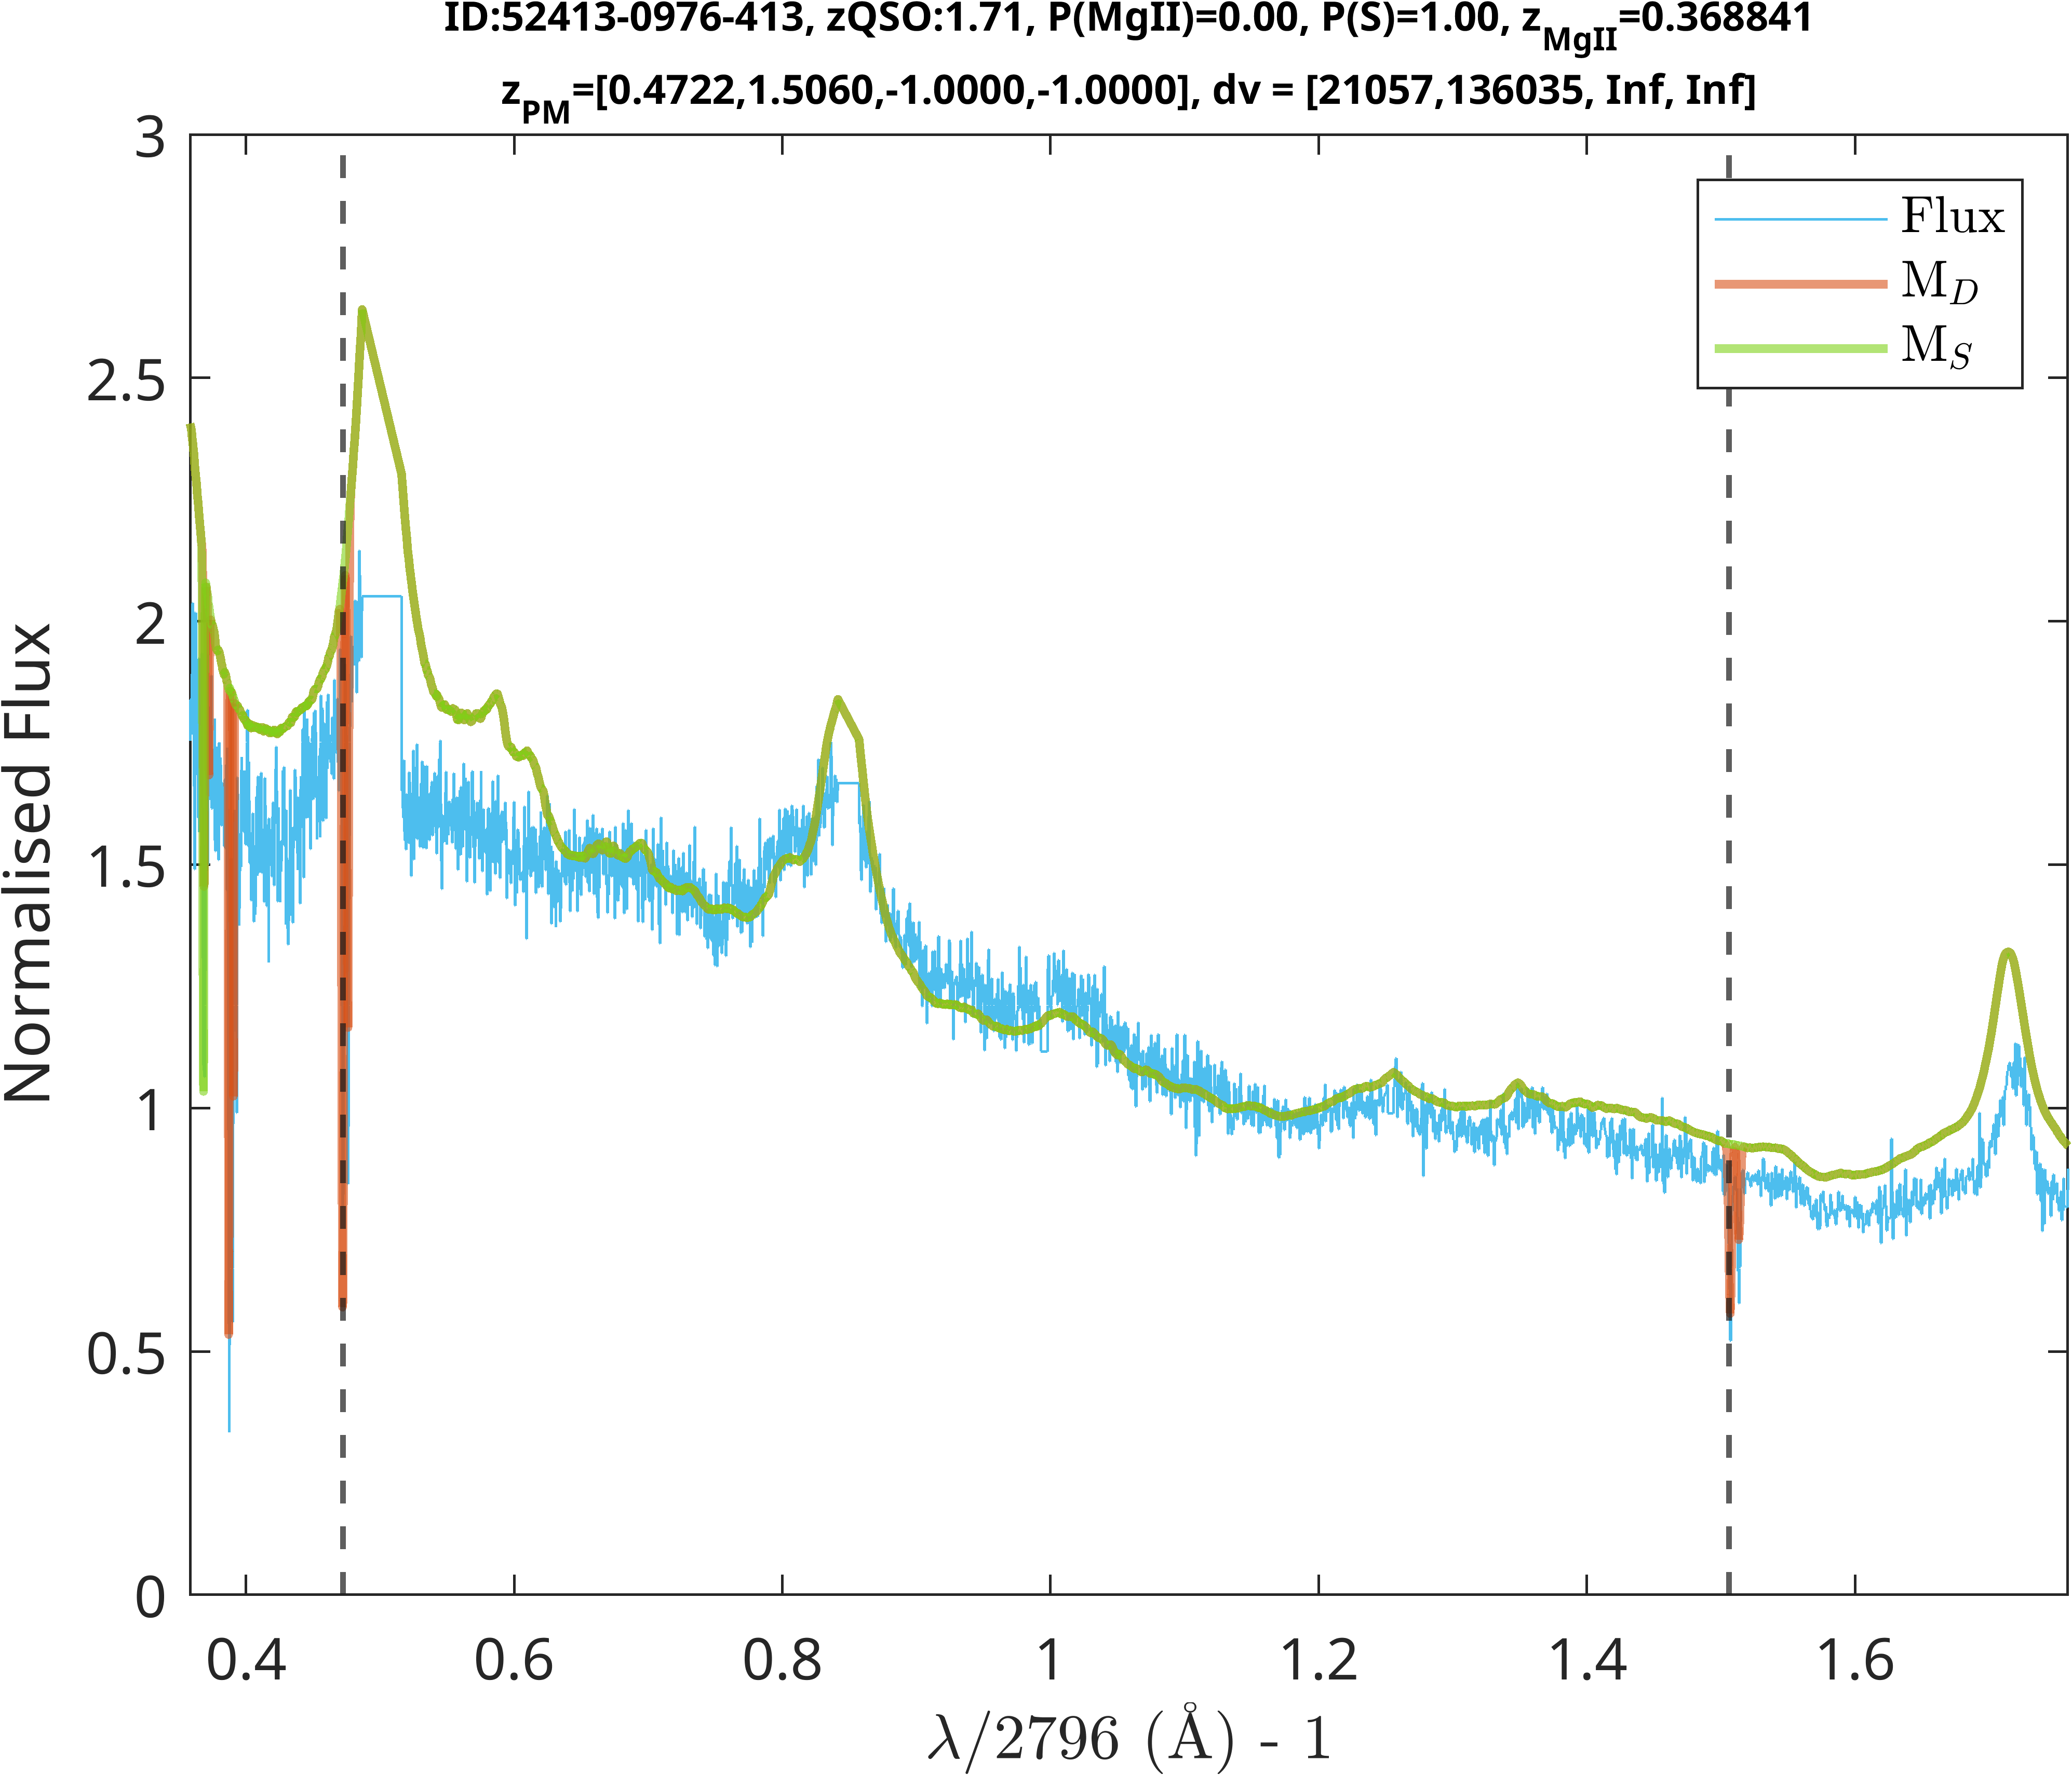 ID:52413-0976-413, zQSO:1.71, P(MgII)=0.00, P(S)=1.00, zMgII=0.368841
zPM=[0.4722,1.5060,-1.0000,-1.0000], dv = [21057,136035, Inf, Inf]
3
2.5
2
1.5
1
0.5
0
Normalised Flux
Flux
MD
MS
0.4 0.6 0.8 1 1.2 1.4 1.6
λ/2796 (Å) - 1